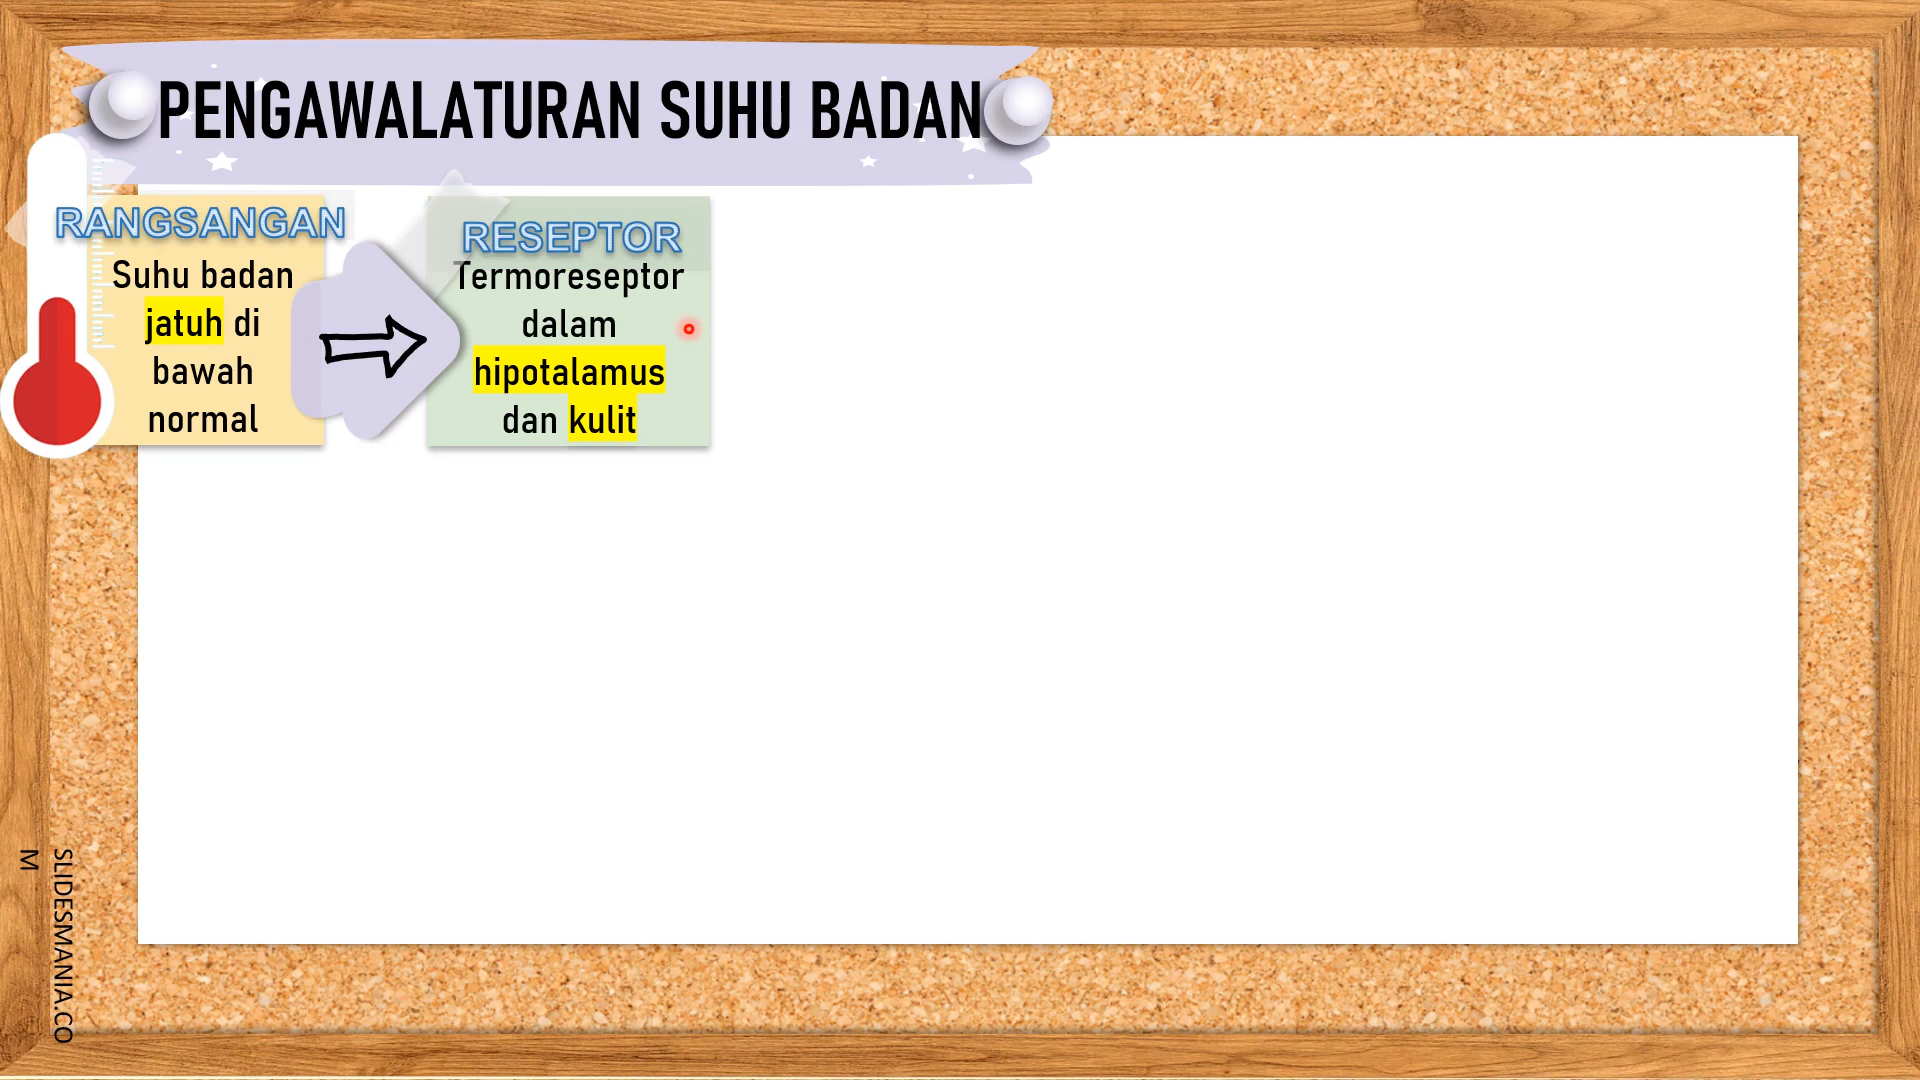 PENGAWALATURAN SUHU BADAN
RANGSANGAN
Suhu badan
jatuh di
bawah
normal
RESEPTOR
Termoreseptor
dalam
hipotalamus
dan kulit
SLIDESMANIA.CO
M